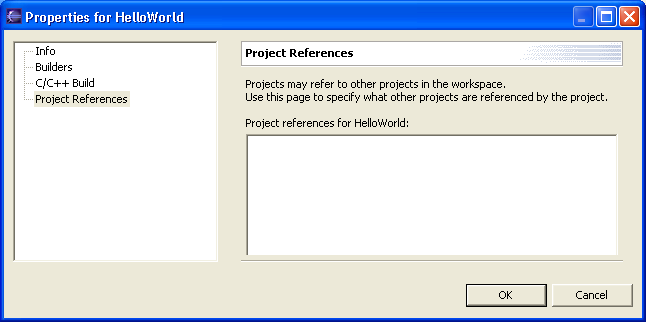 Properties for HelloWorld
Info
Builders
C/C++ Build
Project References
Project References
Projects may refer to other projects in the workspace.
Use this page to specify what other projects are referenced by the project.
Project references for HelloWorld:
OK
Cancel